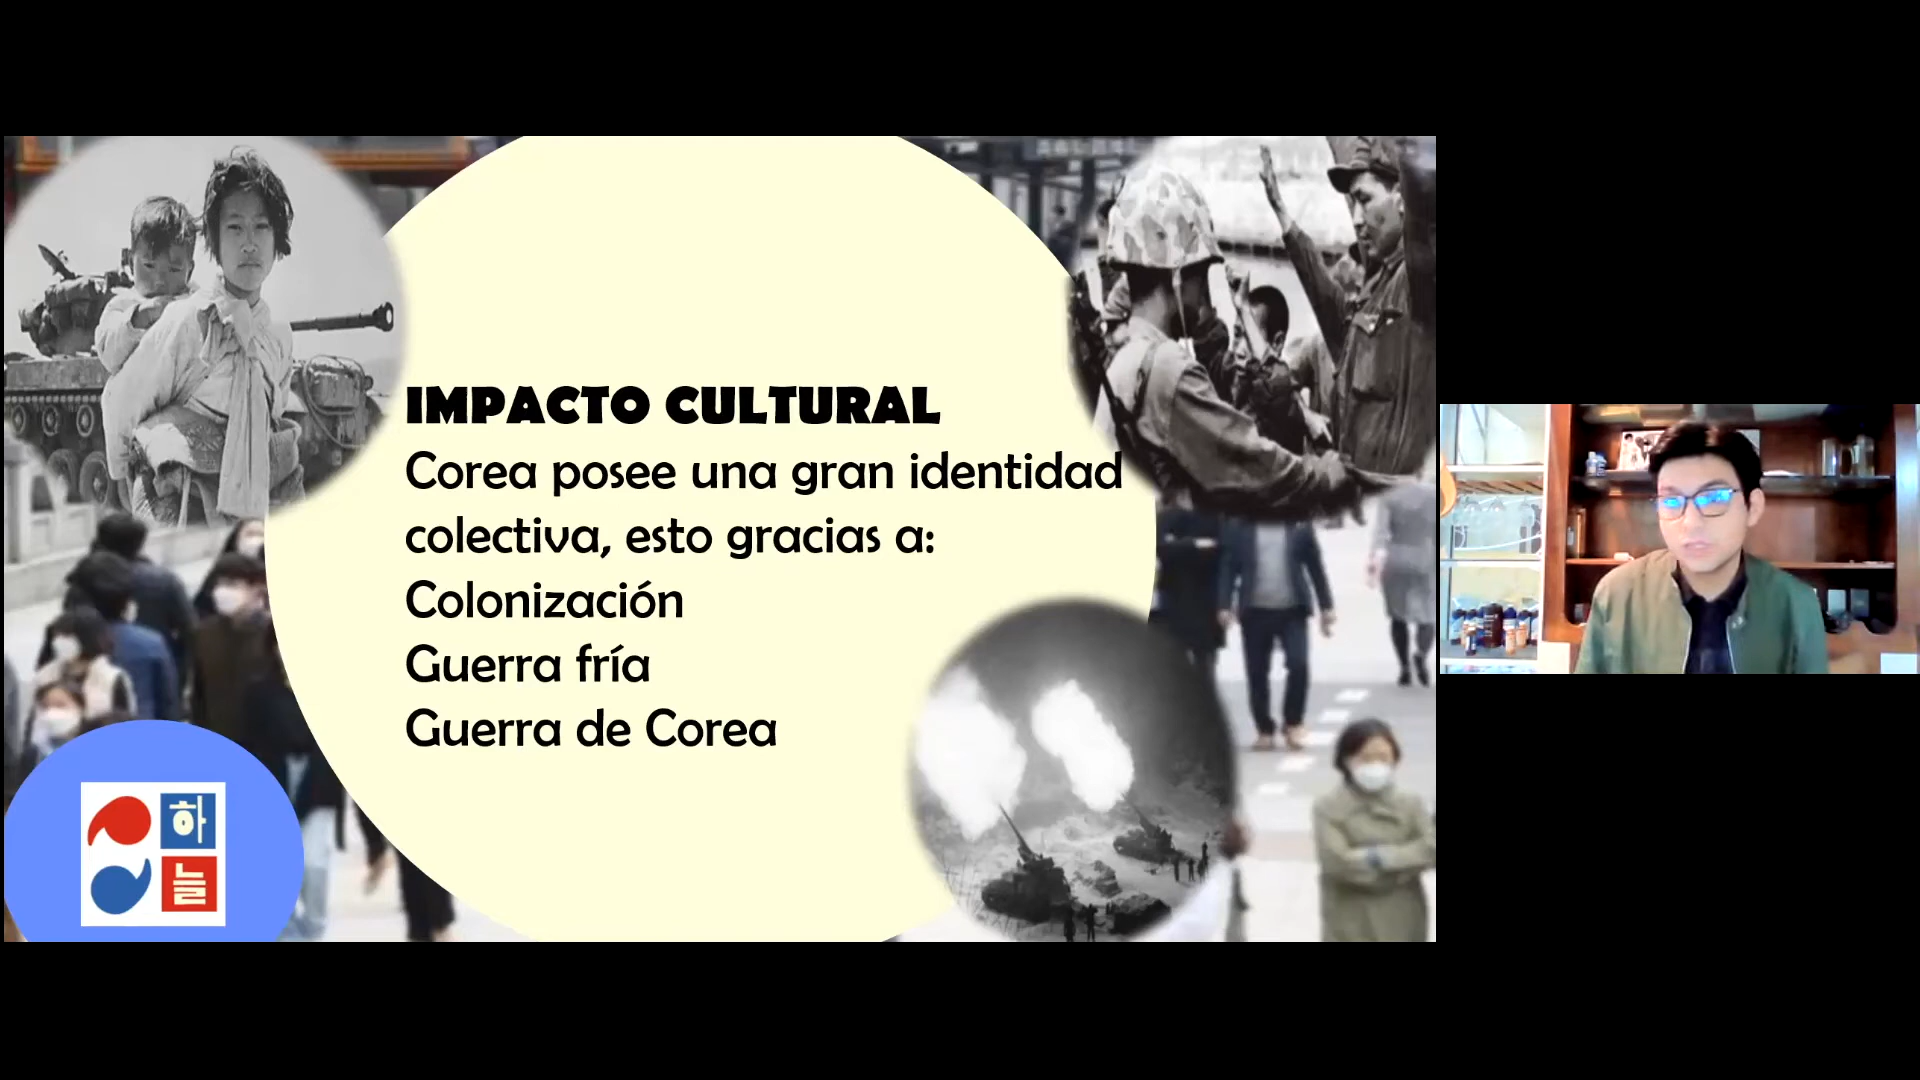 IMPACTO CULTURAL
Corea posee una gran identidad
colectiva, esto gracias a:
Colonización
Guerra fría
Guerra de Corea
하
늘